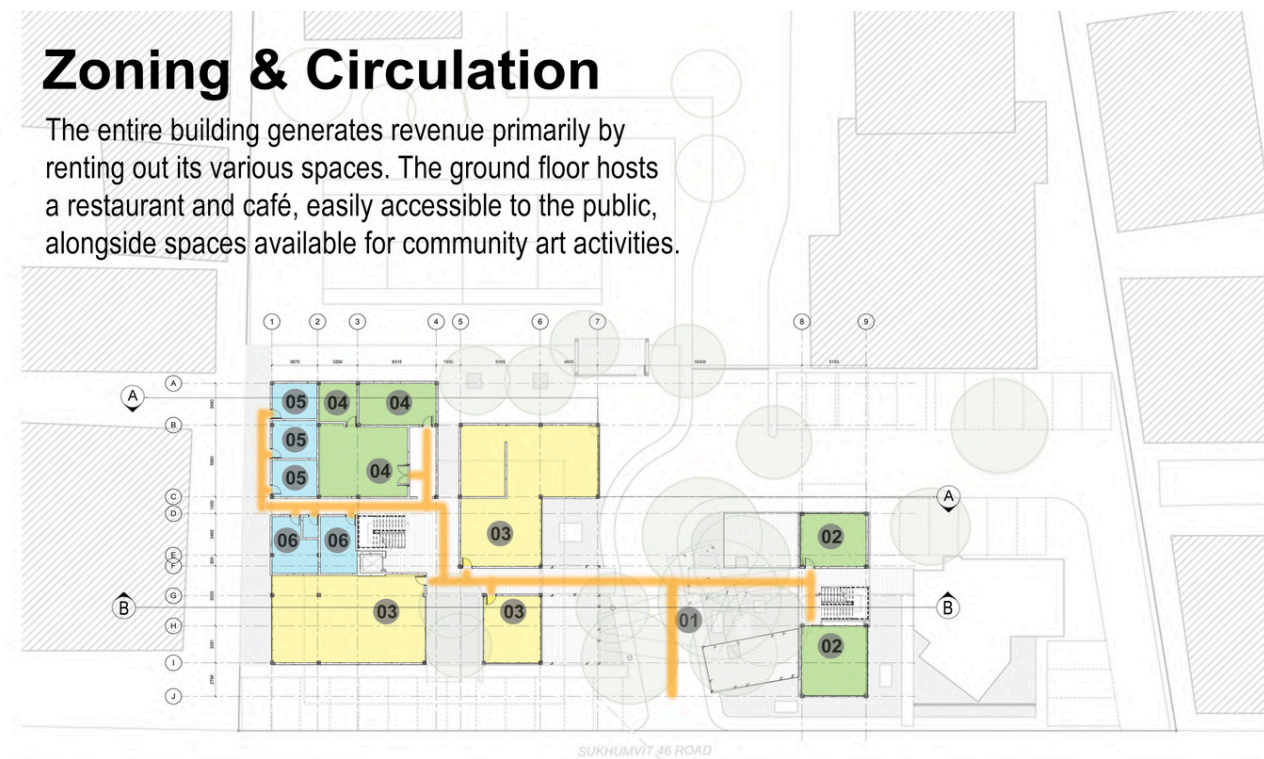 Zoning & Circulation
The entire building generates revenue primarily by
renting out its various spaces. The ground floor hosts
a restaurant and café, easily accessible to the public,
alongside spaces available for community art activities.
1 2 3 4 5 6 7 8 9
A
A
B
05 04 04
05
04
05
C
A
D
03
02
06 06
E
F
G
B
B
03 03
01
H
02
I
J
SUKHUMVIT 46 ROAD